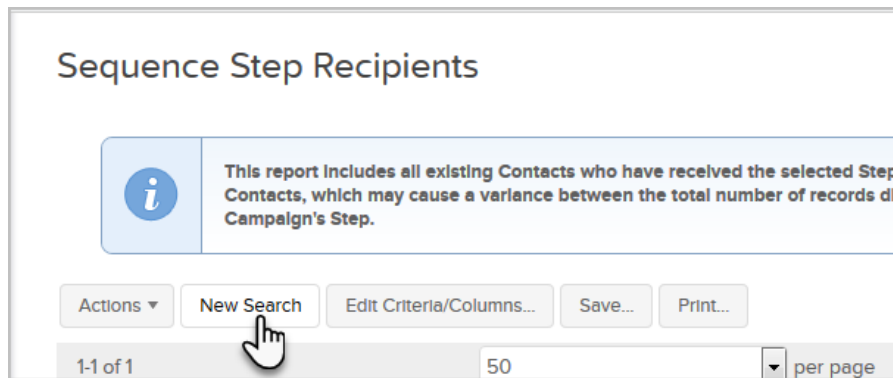 Sequence Step Recipients
i
This report includes all existing Contacts who have received the selected Step
Contacts, which may cause a variance between the total number of records di
Campaign's Step.
Actions New Search Edit Criteria/Columns... Save... Print...
1-1 of 1 50 per page